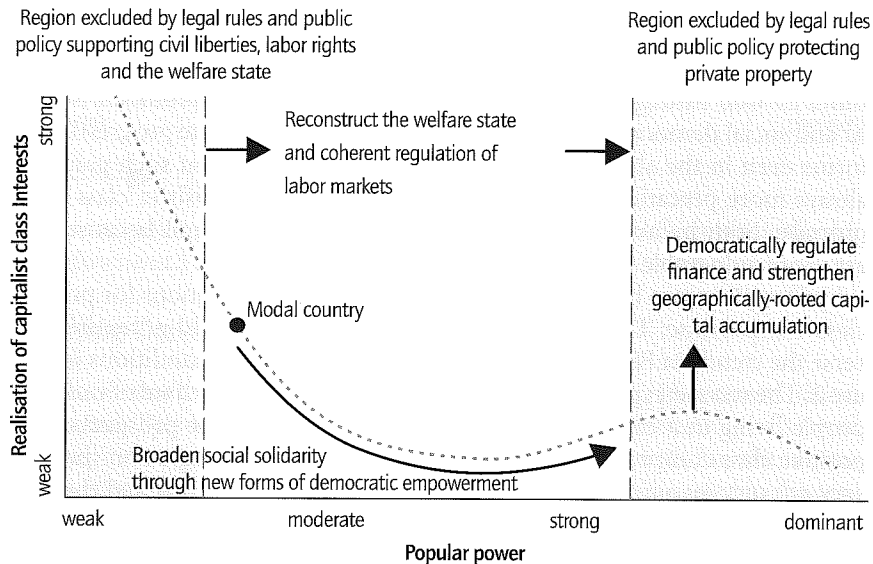 Region excluded by legal rules and public
policy supporting civil liberties, labor rights
and the welfare state
Region excluded by legal rules
and public policy protecting
private property
strong
Realisation of capitalist class Interests
weak
Reconstruct the welfare state
and coherent regulation of
labor markets
Democratically regulate
finance and strengthen
geographically-rooted capi-
tal accumulation
Modal country
Broaden social solidarity
through new forms of democratic empowerment
weak
moderate
strong
dominant
Popular power